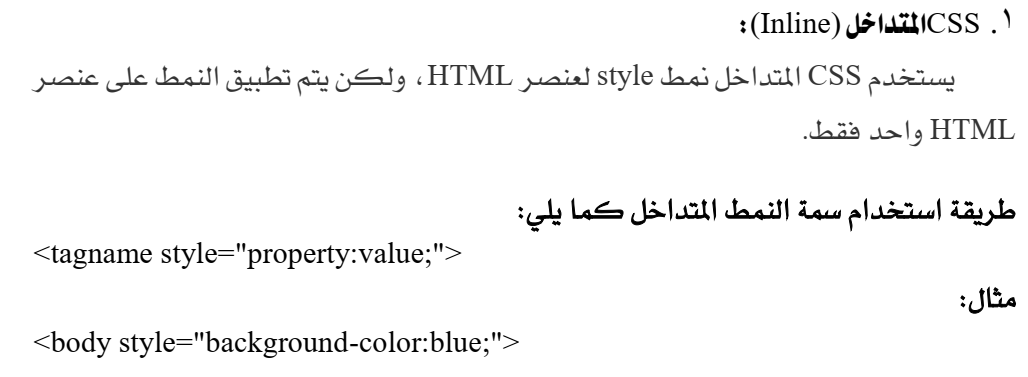 ١. CSS المتداخل (Inline):
يستخدم CSS المتداخل نمط style لعنصر HTML، ولكن يتم تطبيق النمط على عنصر
HTML واحد فقط.
طريقة استخدام سمة النمط المتداخل كما يلي:
<tagname style="property:value;">
مثال:
<body style="background-color:blue;">